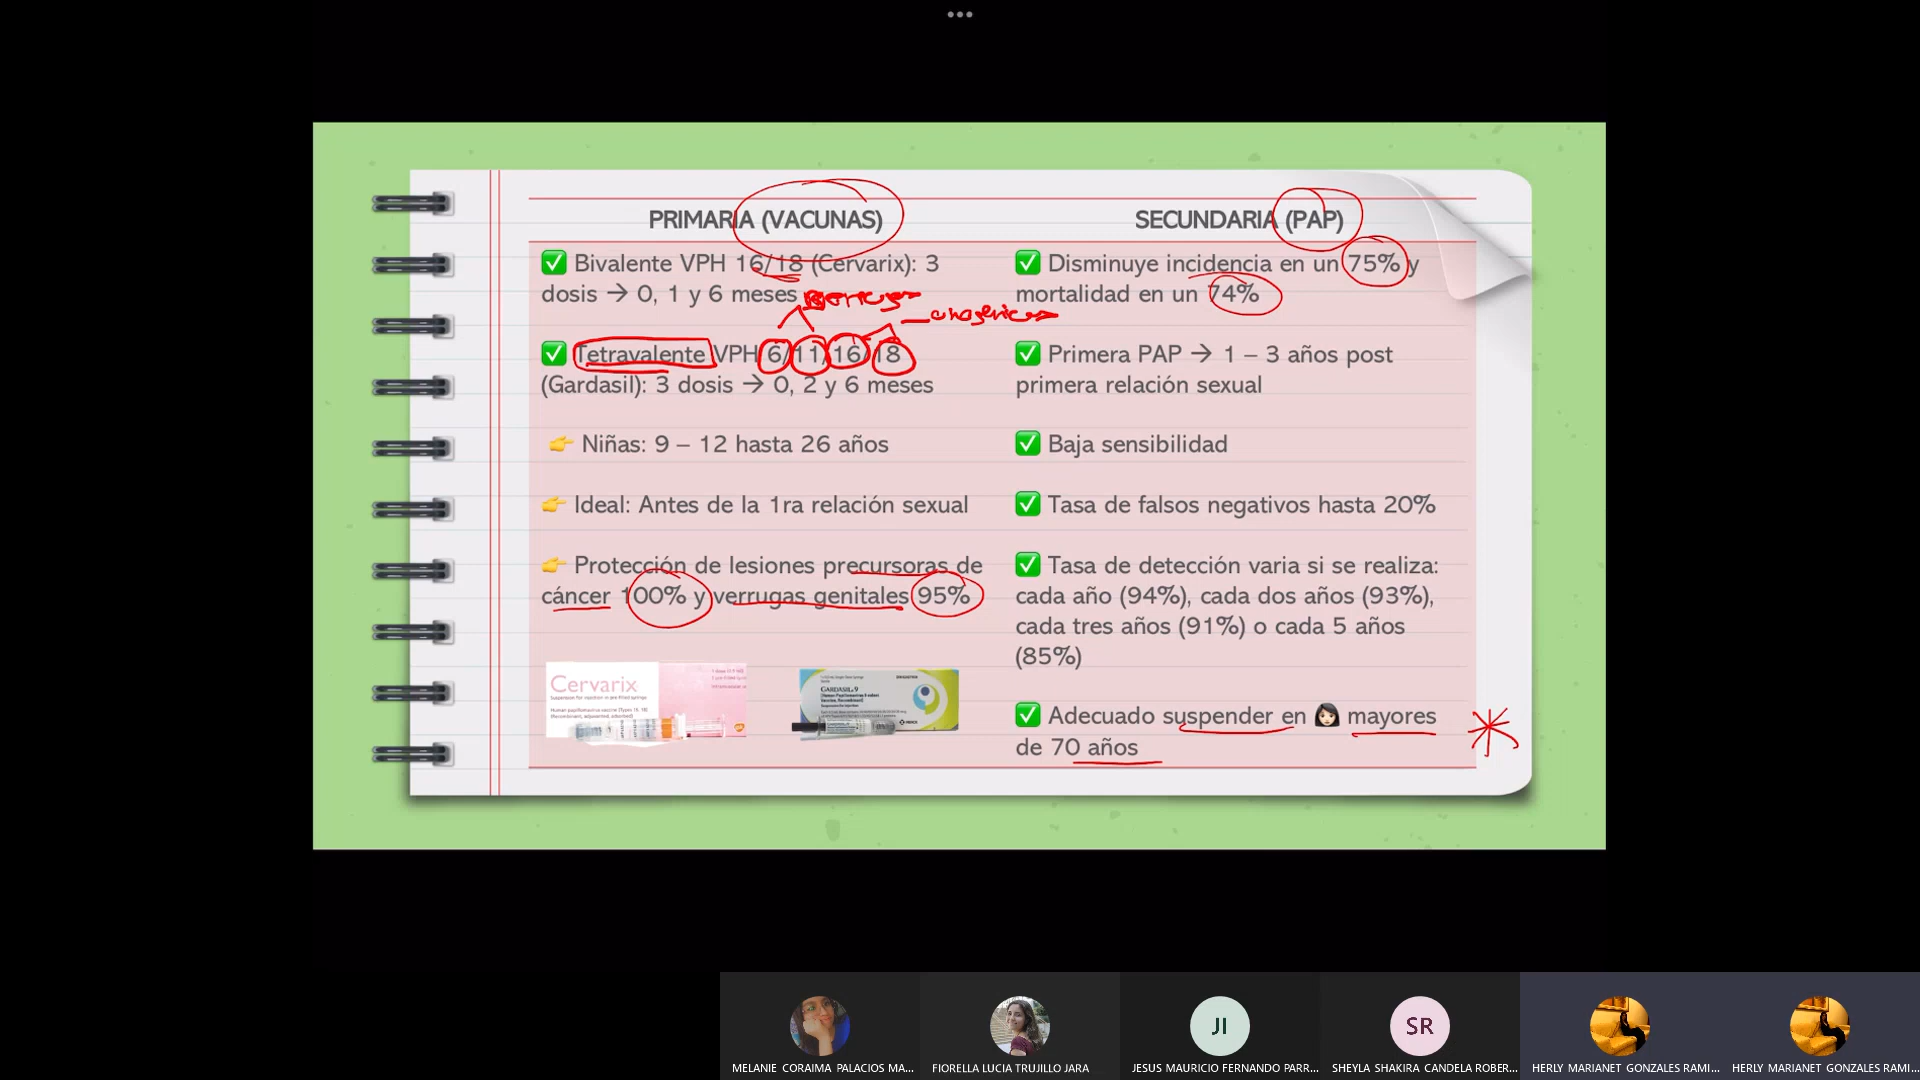 PRIMARIA (VACUNAS)
✅ Bivalente VPH 16/18 (Cervarix): 3
dosis → 0, 1 y 6 meses
✅ Tetravalente VPH 6/11/16/18
(Gardasil): 3 dosis → 0, 2 y 6 meses
👉 Niñas: 9 – 12 hasta 26 años
👉 Ideal: Antes de la 1ra relación sexual
👉 Protección de lesiones precursoras de
cáncer 100% y verrugas genitales 95%
Cervarix
GARDASIL 9
SECUNDARIA (PAP)
✅ Disminuye incidencia en un 75% y
mortalidad en un 74%
✅ Primera PAP → 1 – 3 años post
primera relación sexual
✅ Baja sensibilidad
✅ Tasa de falsos negativos hasta 20%
✅ Tasa de detección varia si se realiza:
cada año (94%), cada dos años (93%),
cada tres años (91%) o cada 5 años
(85%)
✅ Adecuado suspender en 👩🏻 mayores
de 70 años
JI
SR
MELANIE CORAIMA PALACIOS MA...
FIORELLA LUCIA TRUJILLO JARA
JESUS MAURICIO FERNANDO PARR...
SHEYLA SHAKIRA CANDELA ROBER...
HERLY MARIANET GONZALES RAMI...
HERLY MARIANET GONZALES RAMI...